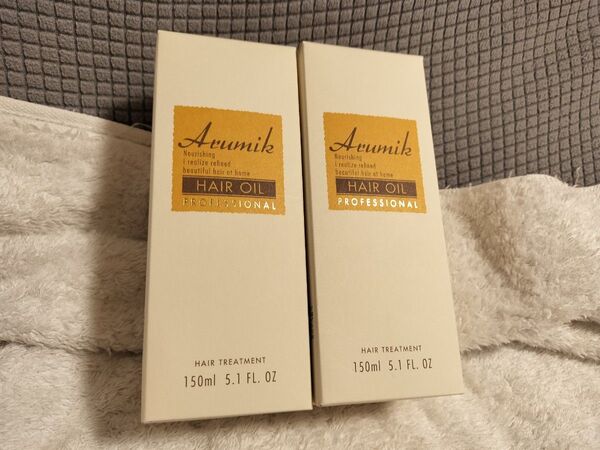 Arumik
Nourishing
I realize refined
beautiful hair at home
HAIR OIL
PROFESSIONAL
HAIR TREATMENT
150ml 5.1 FL. OZ
Arumik
Nourishing
I realize refined
beautiful hair at home
HAIR OIL
PROFESSIONAL
HAIR TREATMENT
150ml 5.1 FL. OZ